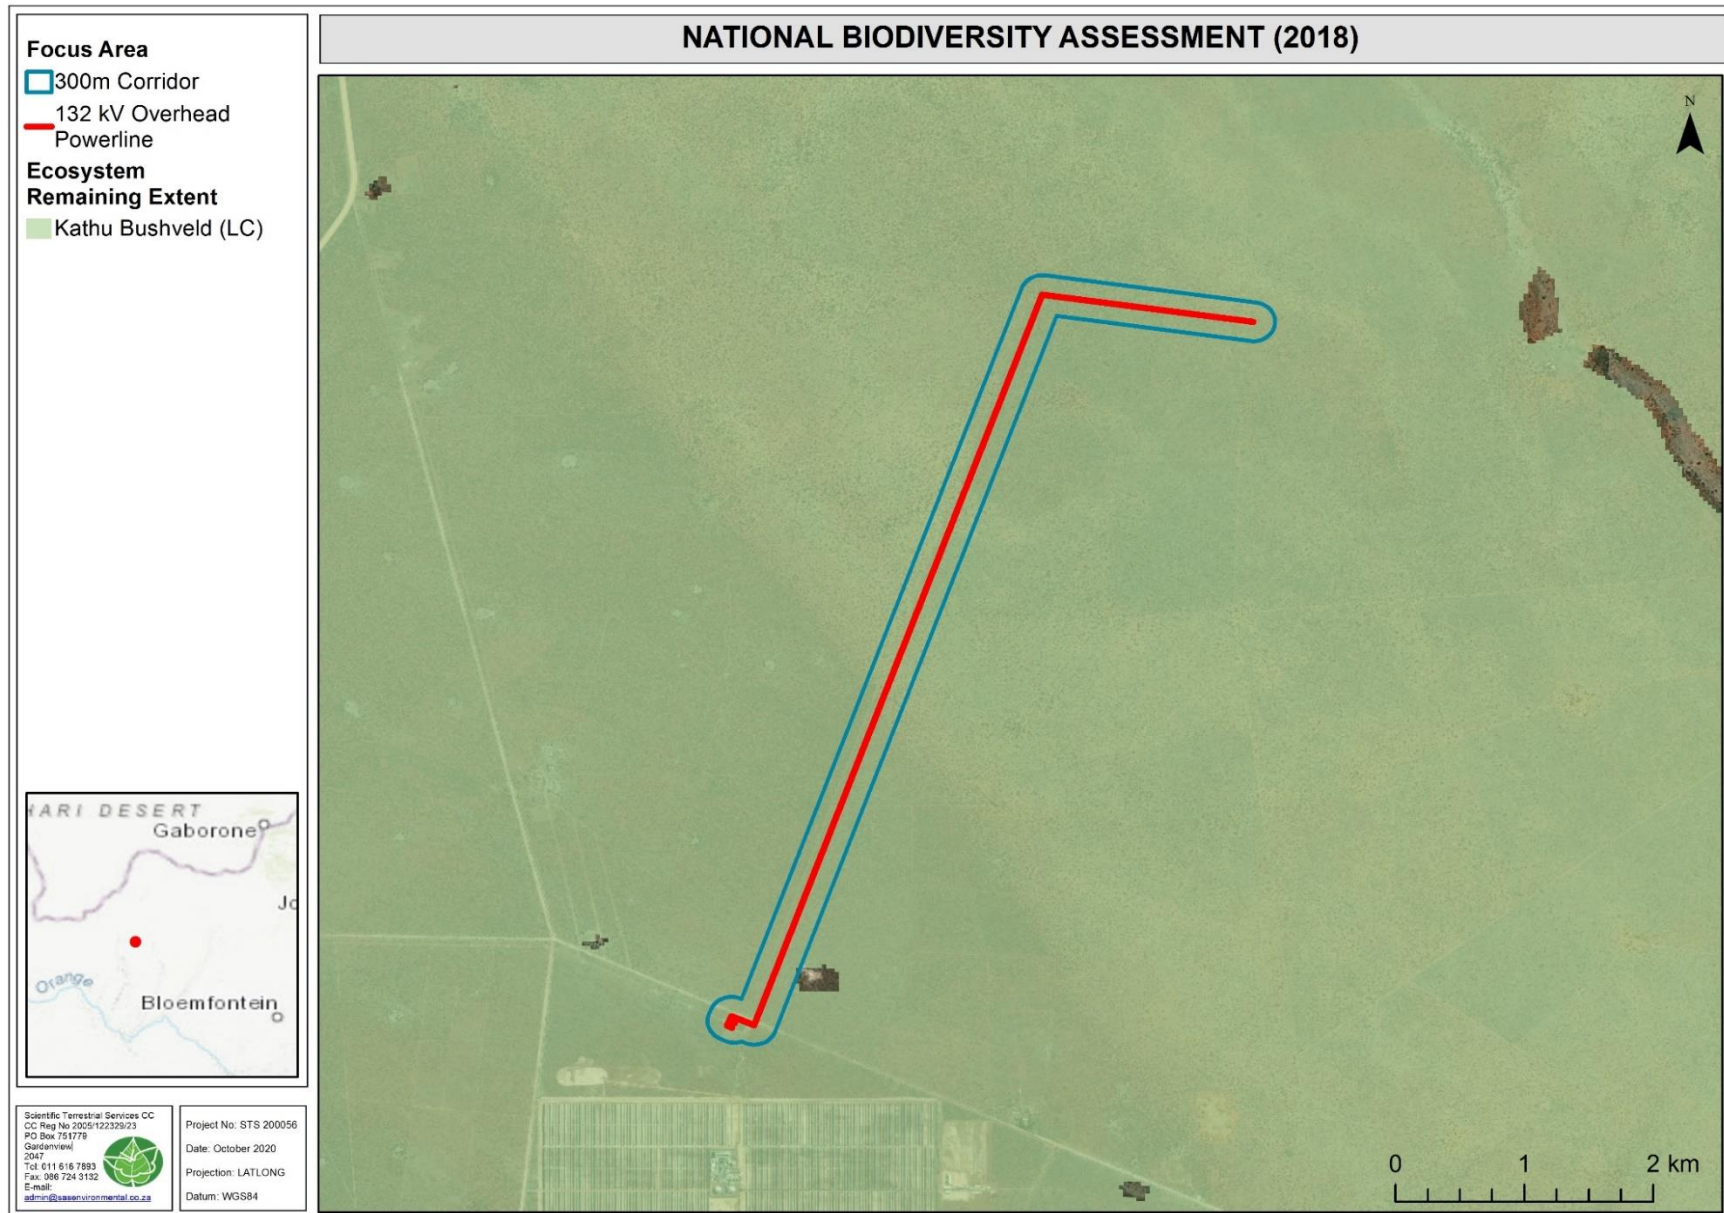 NATIONAL BIODIVERSITY ASSESSMENT (2018)
Focus Area
300m Corridor
132 kV Overhead
Powerline
Ecosystem
Remaining Extent
Kathu Bushveld (LC)
N
HARI DESERT
Gaborone
Jo
Orange
Bloemfontein
Scientific Terrestrial Services CC
CC Reg No 2005/122329/23
PO Box 751779
Gardenview
2047
Tel: 011 616 7893
Fax: 086 724 3132
E-mail:
admin@sasenvironmental.co.za
Project No: STS 200056
Date: October 2020
Projection: LATLONG
Datum: WGS84
0 1 2 km